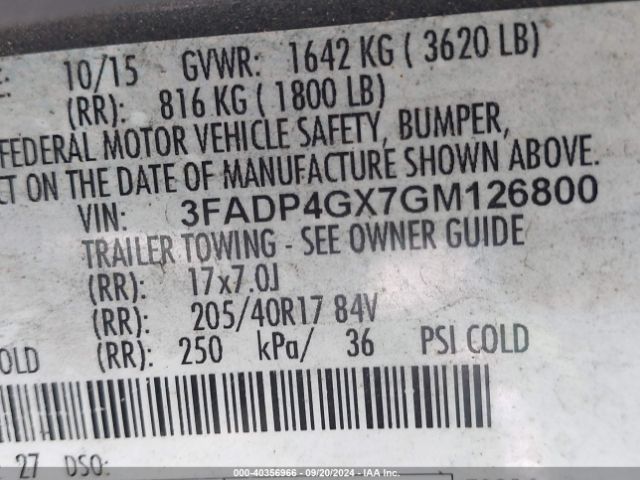 10/15 GVWR: 1642 KG ( 3620 LB)
(RR): 816 KG ( 1800 LB)
FEDERAL MOTOR VEHICLE SAFETY, BUMPER,
CT ON THE DATE OF MANUFACTURE SHOWN ABOVE.
VIN: 3FADP4GX7GM126800
TRAILER TOWING - SEE OWNER GUIDE
(RR): 17x7.0J
(RR): 205/40R17 84V
OLD (RR): 250 kPa/ 36 PSI COLD
27 DSO:
000-40356966 - 09/20/2024 - IAA Inc.